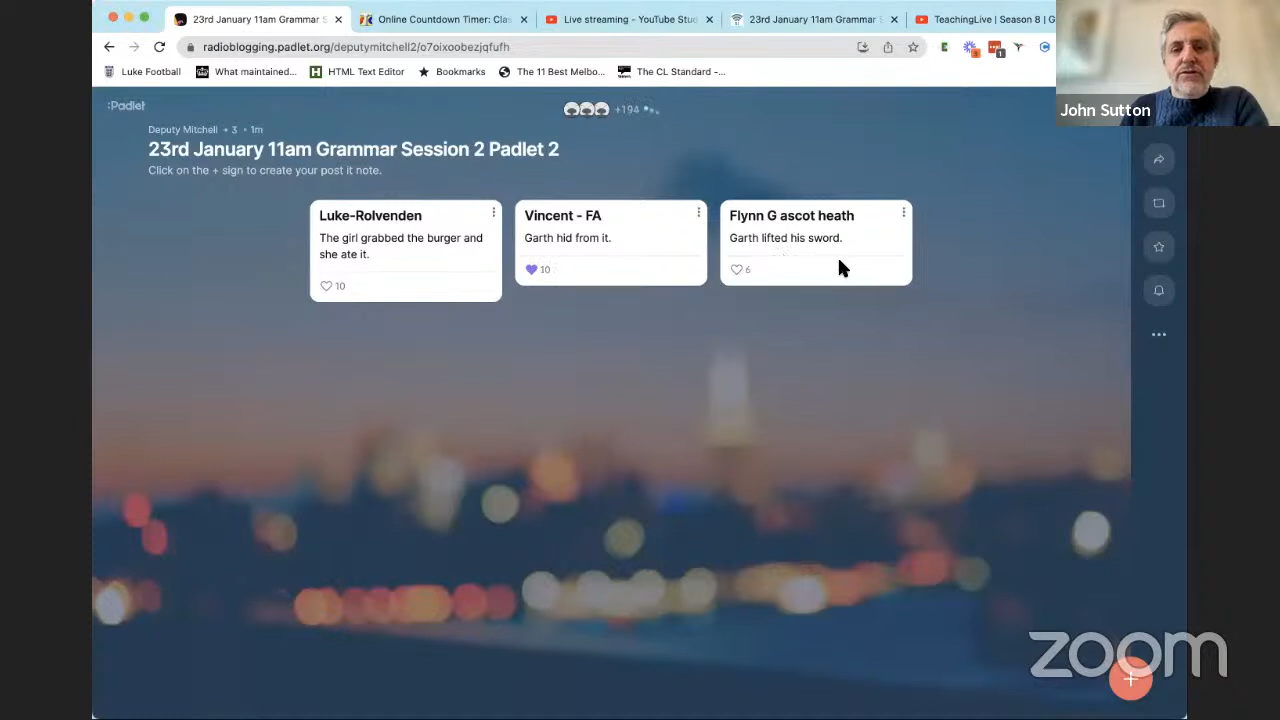 23rd January 11am Grammar S
Online Countdown Timer: Clas
Live streaming - YouTube Stud
23rd January 11am Grammar S
TeachingLive | Season 8 | G
radioblogging.padlet.org/deputymitchell2/o7oixoobezjqfufh
3
1
Luke Football
What maintained...
HTML Text Editor
Bookmarks
The 11 Best Melbo...
The CL Standard -...
John Sutton
:Padlet
+194
Deputy Mitchell + 3 • 1m
23rd January 11am Grammar Session 2 Padlet 2
Click on the + sign to create your post it note.
Luke-Rolvenden
The girl grabbed the burger and
she ate it.
10
Vincent - FA
Garth hid from it.
10
Flynn G ascot heath
Garth lifted his sword.
6
zoom